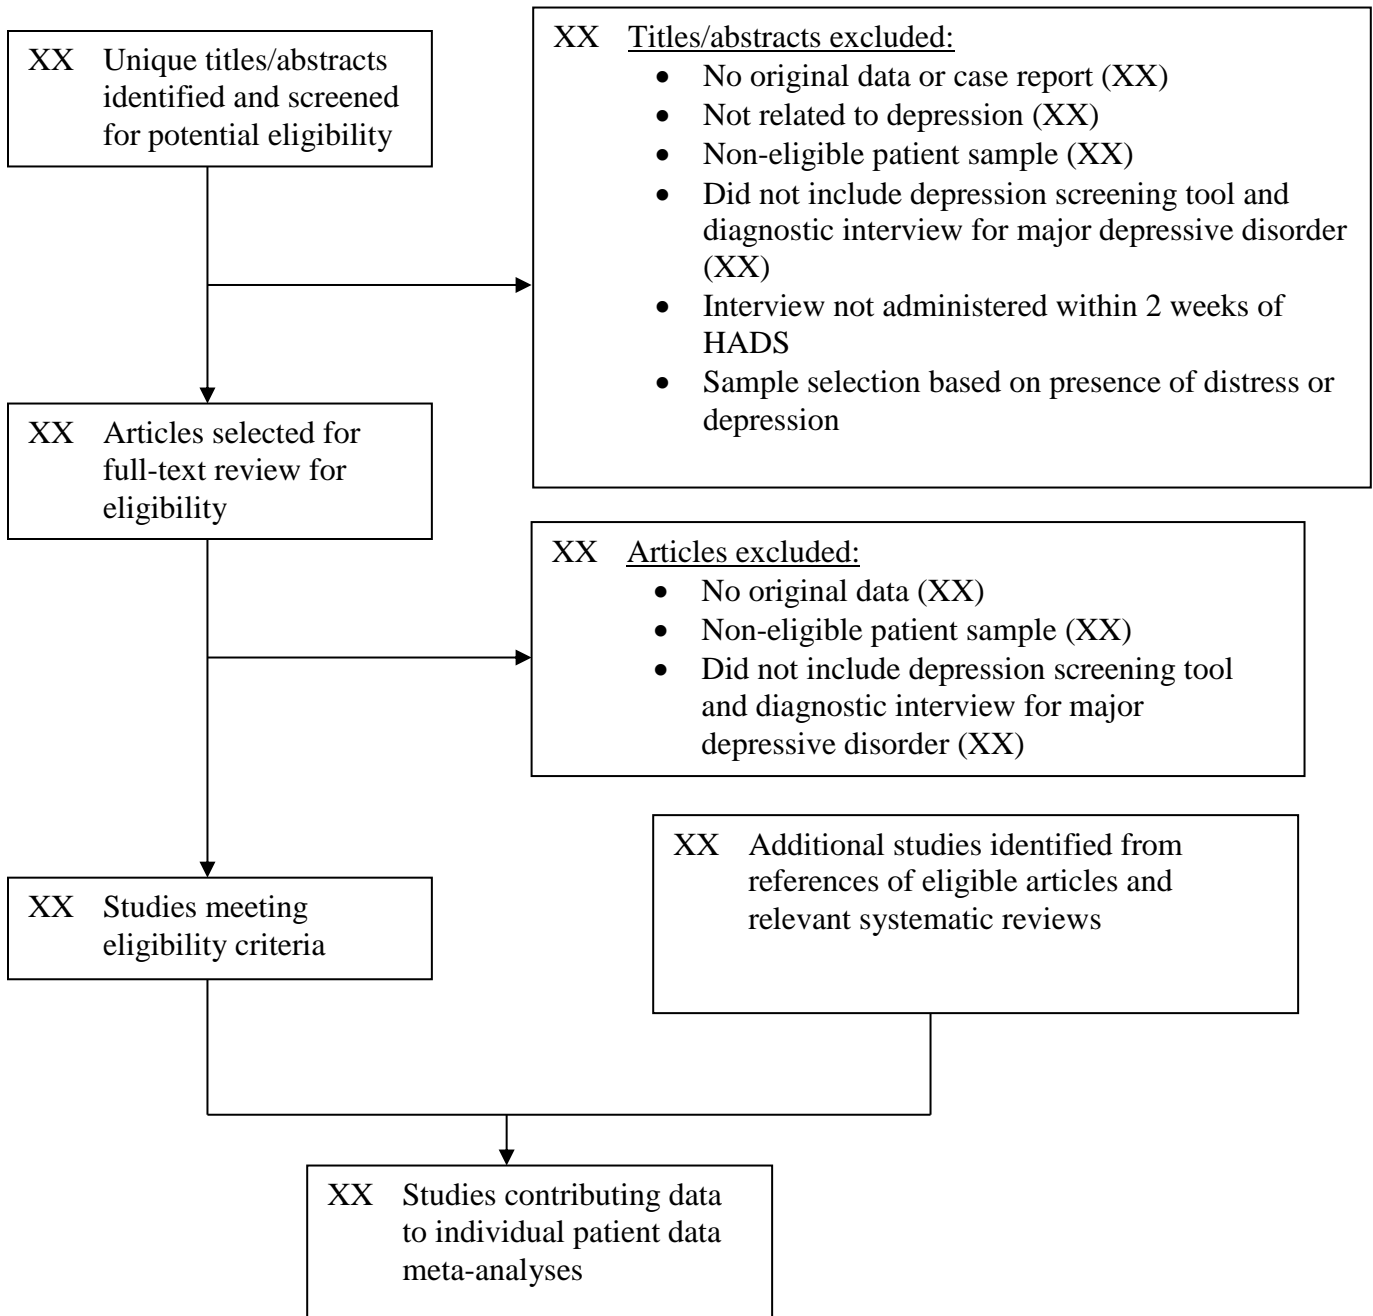 XX Unique titles/abstracts
identified and screened
for potential eligibility
XX Titles/abstracts excluded:
• No original data or case report (XX)
• Not related to depression (XX)
• Non-eligible patient sample (XX)
• Did not include depression screening tool and
diagnostic interview for major depressive disorder
(XX)
• Interview not administered within 2 weeks of
HADS
• Sample selection based on presence of distress or
depression
XX Articles selected for
full-text review for
eligibility
XX Articles excluded:
• No original data (XX)
• Non-eligible patient sample (XX)
• Did not include depression screening tool
and diagnostic interview for major
depressive disorder (XX)
XX Additional studies identified from
references of eligible articles and
relevant systematic reviews
XX Studies meeting
eligibility criteria
XX Studies contributing data
to individual patient data
meta-analyses